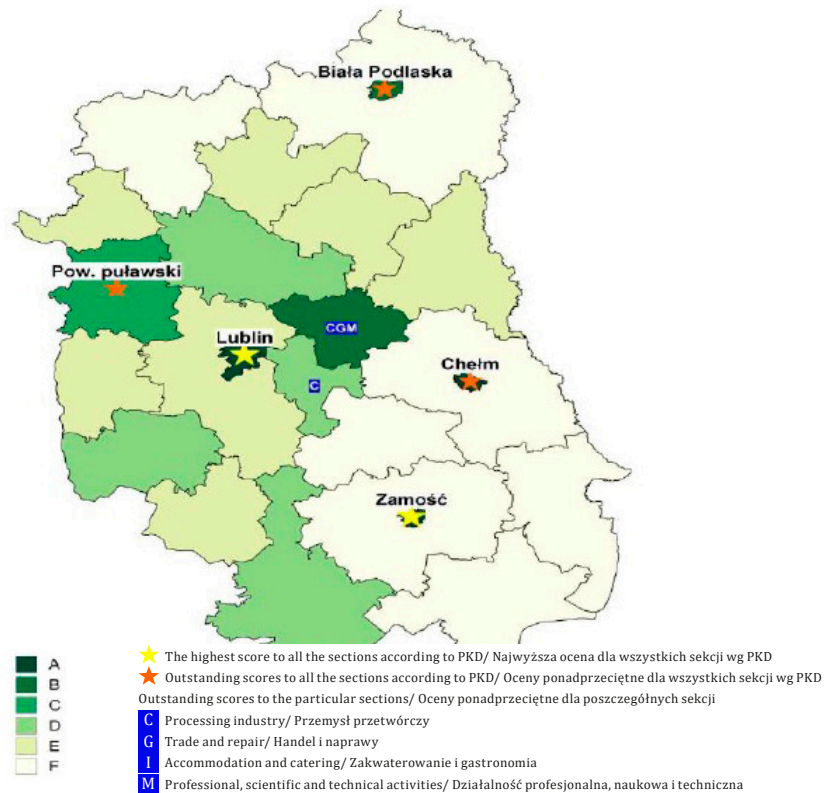 Biała Podlaska
Pow. puławski
CGM
Lublin
Chełm
C
Zamość
A
B
C
D
E
F
The highest score to all the sections according to PKD/ Najwyższa ocena dla wszystkich sekcji wg PKD
Outstanding scores to all the sections according to PKD/ Oceny ponadprzeciętne dla wszystkich sekcji wg PKD
Outstanding scores to the particular sections/ Oceny ponadprzeciętne dla poszczególnych sekcji
C Processing industry/ Przemysł przetwórczy
G Trade and repair/ Handel i naprawy
I Accommodation and catering/ Zakwaterowanie i gastronomia
M Professional, scientific and technical activities/ Działalność profesjonalna, naukowa i techniczna